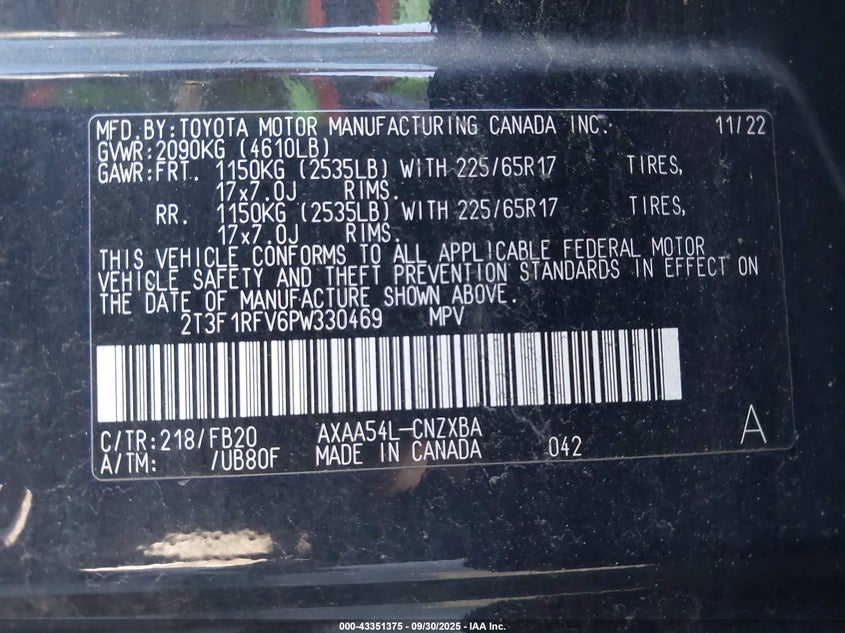 MFD.BY:TOYOTA MOTOR MANUFACTURING CANADA INC. 11/22
GVWR:2090KG (4610LB)
GAWR:FRT. 1150KG (2535LB) WITH 225/65R17 TIRES,
17x7.0J RIMS.
RR. 1150KG (2535LB) WITH 225/65R17 TIRES,
17x7.0J RIMS.
THIS VEHICLE CONFORMS TO ALL APPLICABLE FEDERAL MOTOR
VEHICLE SAFETY AND THEFT PREVENTION STANDARDS IN EFFECT ON
THE DATE OF MANUFACTURE SHOWN ABOVE.
2T3F1RFV6PW330469 MPV
C/TR:218/FB20 AXAA54L-CNZXBA
A/TM: /UB80F MADE IN CANADA 042 A
000-43351375 - 09/30/2025 - IAA Inc.